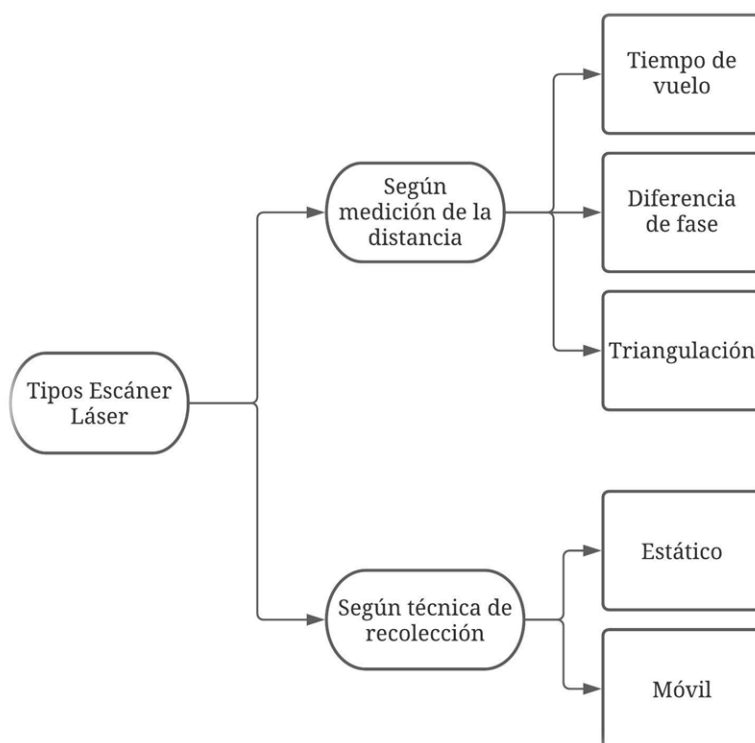 Tiempo de
vuelo
Según
medición de la
distancia
Diferencia
de fase
Triangulación
Tipos Escáner
Láser
Estático
Según técnica de
recolección
Móvil